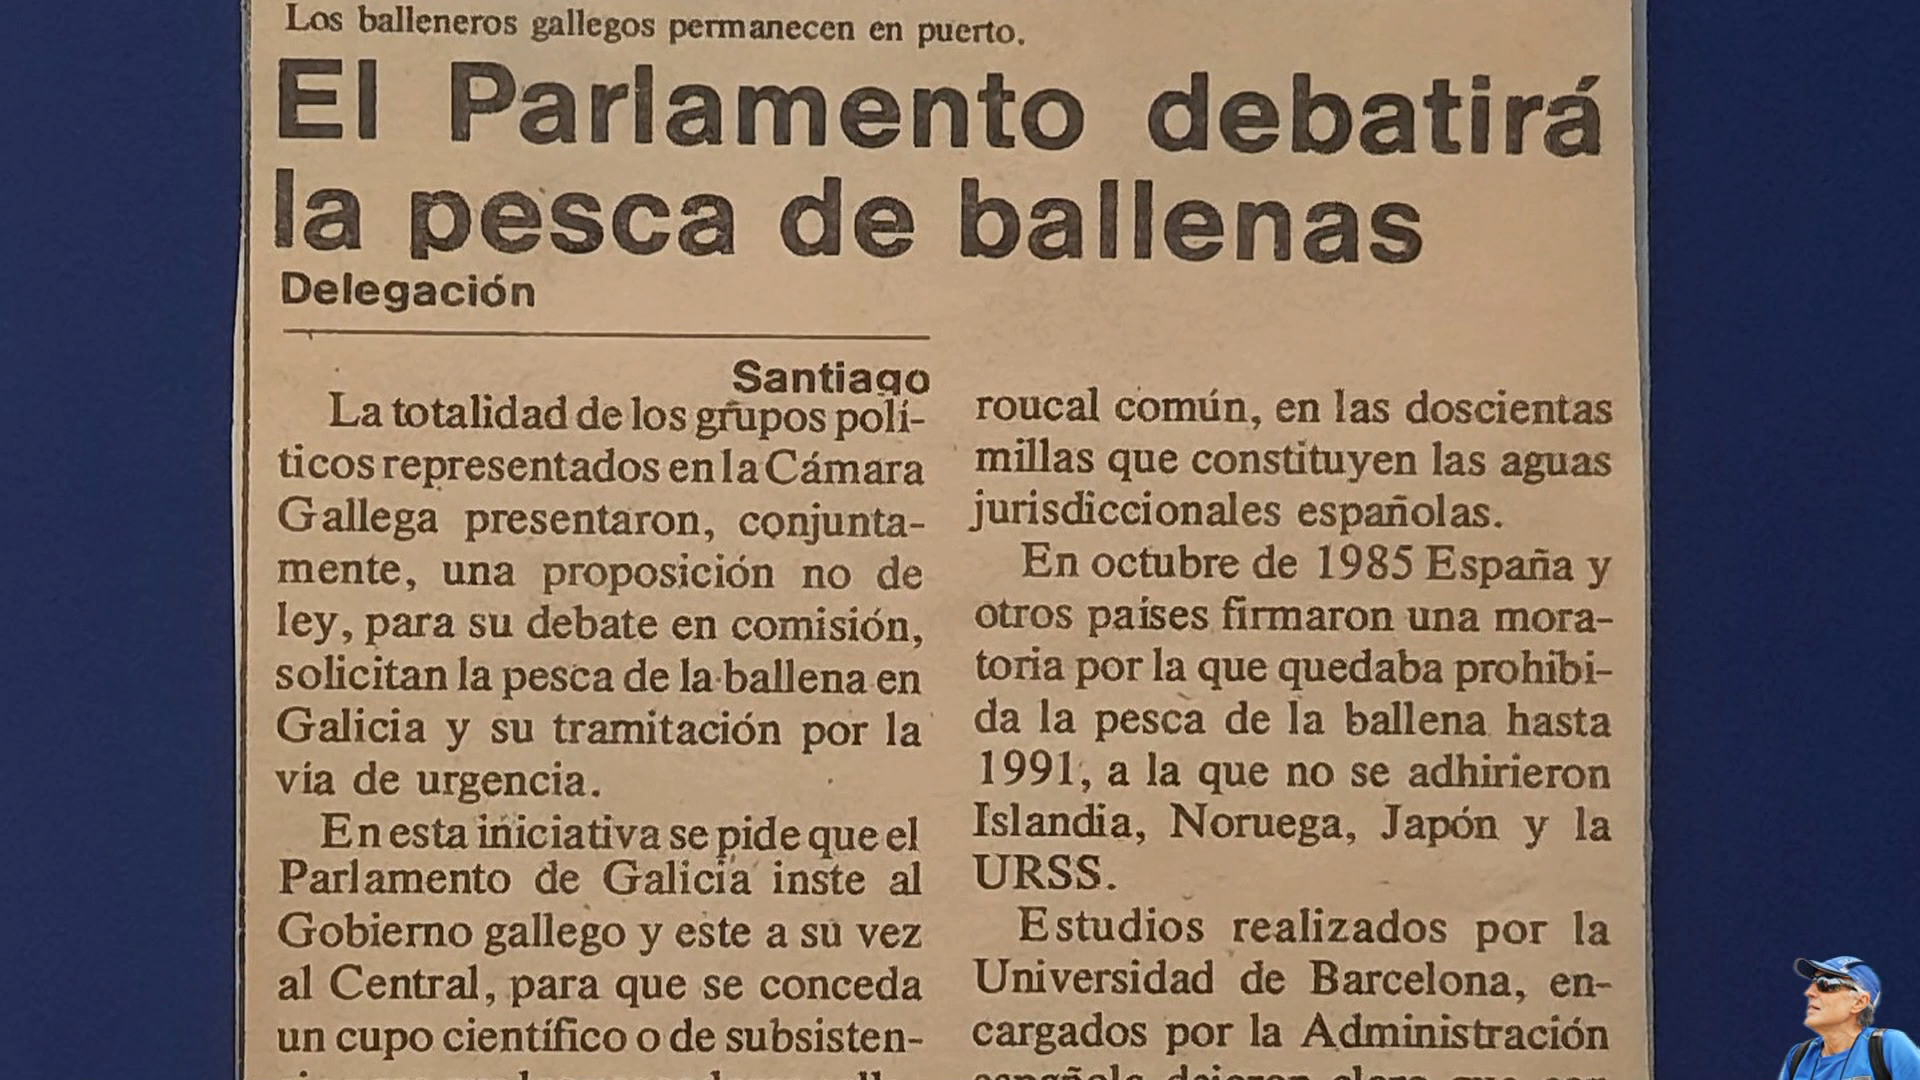 Los balleneros gallegos permanecen en puerto.
El Parlamento debatirá
la pesca de ballenas
Delegación
Santiago
La totalidad de los grupos polí-
ticos representados en la Cámara
Gallega presentaron, conjunta-
mente, una proposición no de
ley, para su debate en comisión,
solicitan la pesca de la ballena en
Galicia y su tramitación por la
vía de urgencia.
En esta iniciativa se pide que el
Parlamento de Galicia inste al
Gobierno gallego y este a su vez
al Central, para que se conceda
un cupo científico o de subsisten-
roucal común, en las doscientas
millas que constituyen las aguas
jurisdiccionales españolas.
En octubre de 1985 España y
otros países firmaron una mora-
toria por la que quedaba prohibi-
da la pesca de la ballena hasta
1991, a la que no se adhirieron
Islandia, Noruega, Japón y la
URSS.
Estudios realizados por la
Universidad de Barcelona, en-
cargados por la Administración